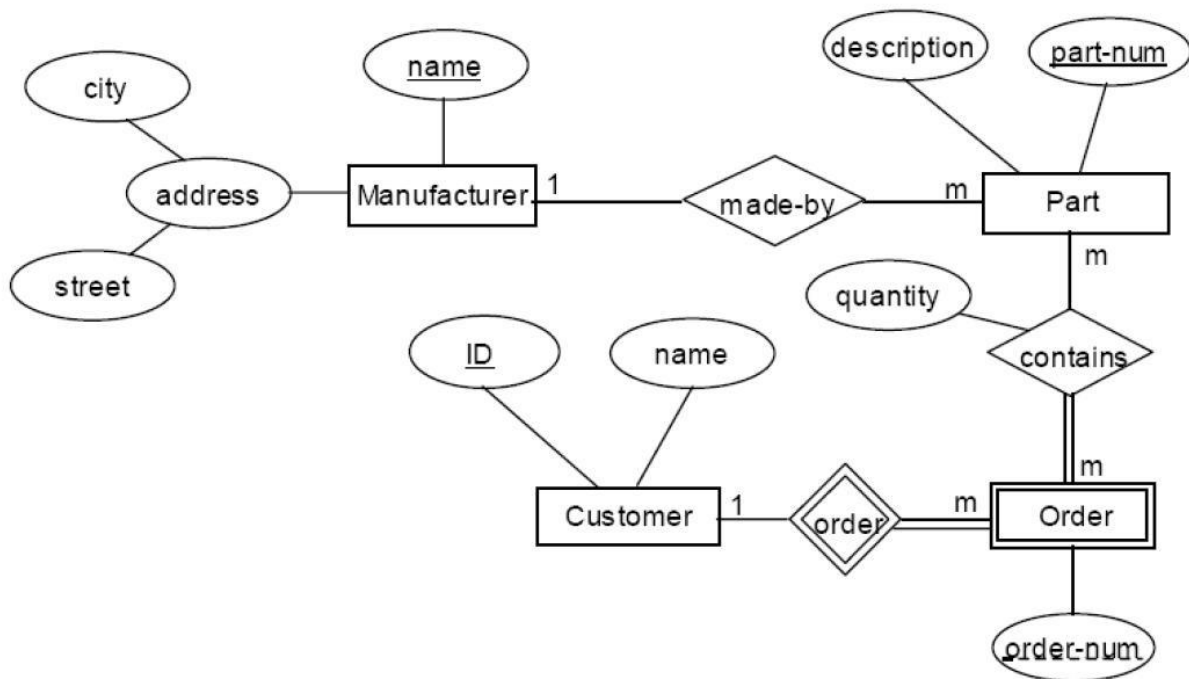 description
part-num
name
city
address
Manufacturer
1
made-by
m
Part
m
street
quantity
ID
name
contains
m
Customer
1
order
m
Order
order-num